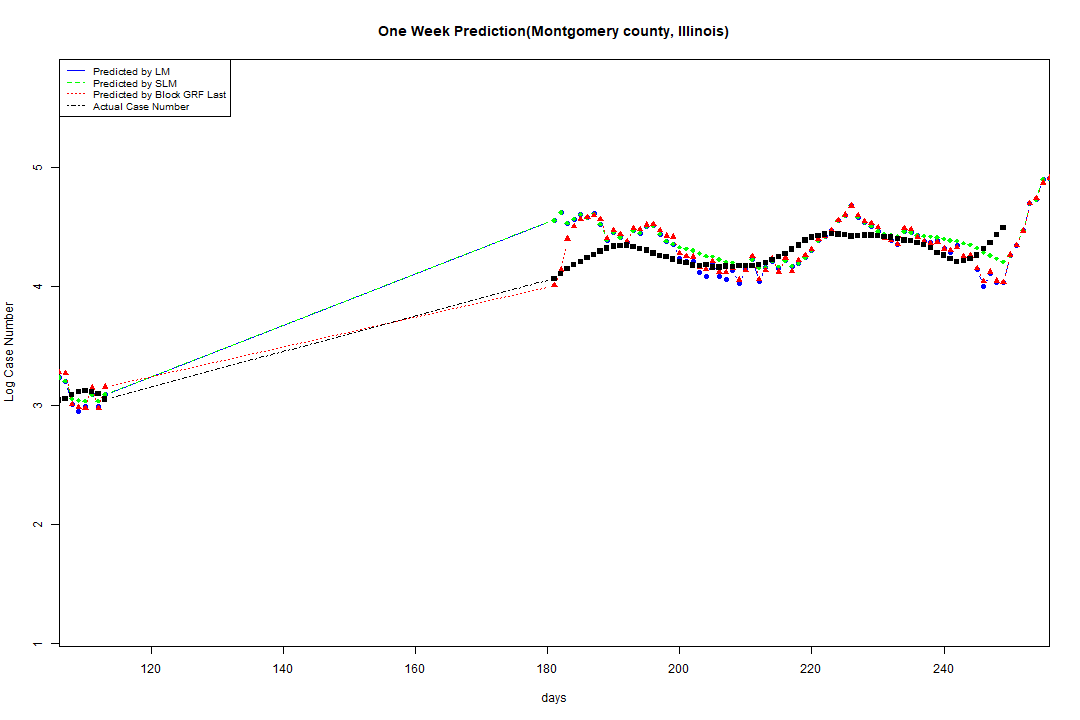 One Week Prediction(Montgomery county, Illinois)
Predicted by LM
Predicted by SLM
Predicted by Block GRF Last
Actual Case Number
5
4
3
2
1
Log Case Number
120 140 160 180 200 220 240
days